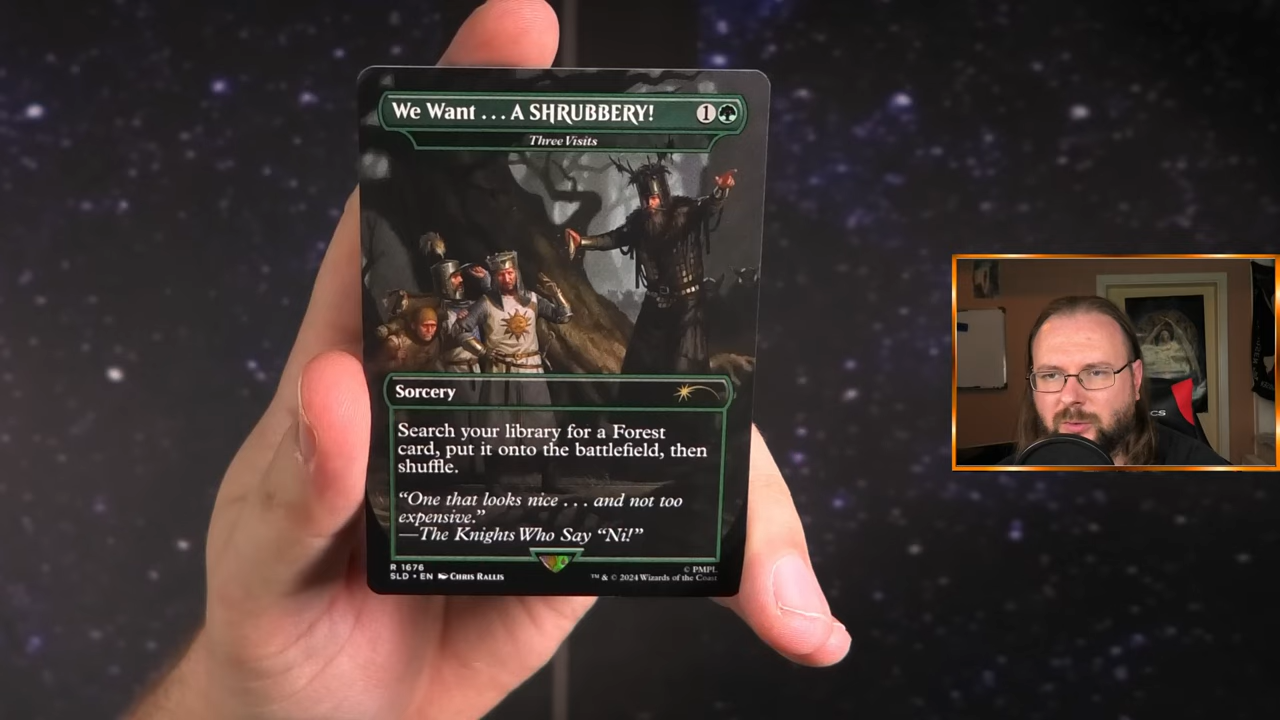 We Want . . . A SHRUBBERY! 1
Three Visits
Sorcery
Search your library for a Forest
card, put it onto the battlefield, then
shuffle.
“One that looks nice . . . and not too
expensive.”
—The Knights Who Say “Ni!”
R 1676
SLD • EN Chris Rallis
© PMPL
™ & © 2024 Wizards of the Coast
CS